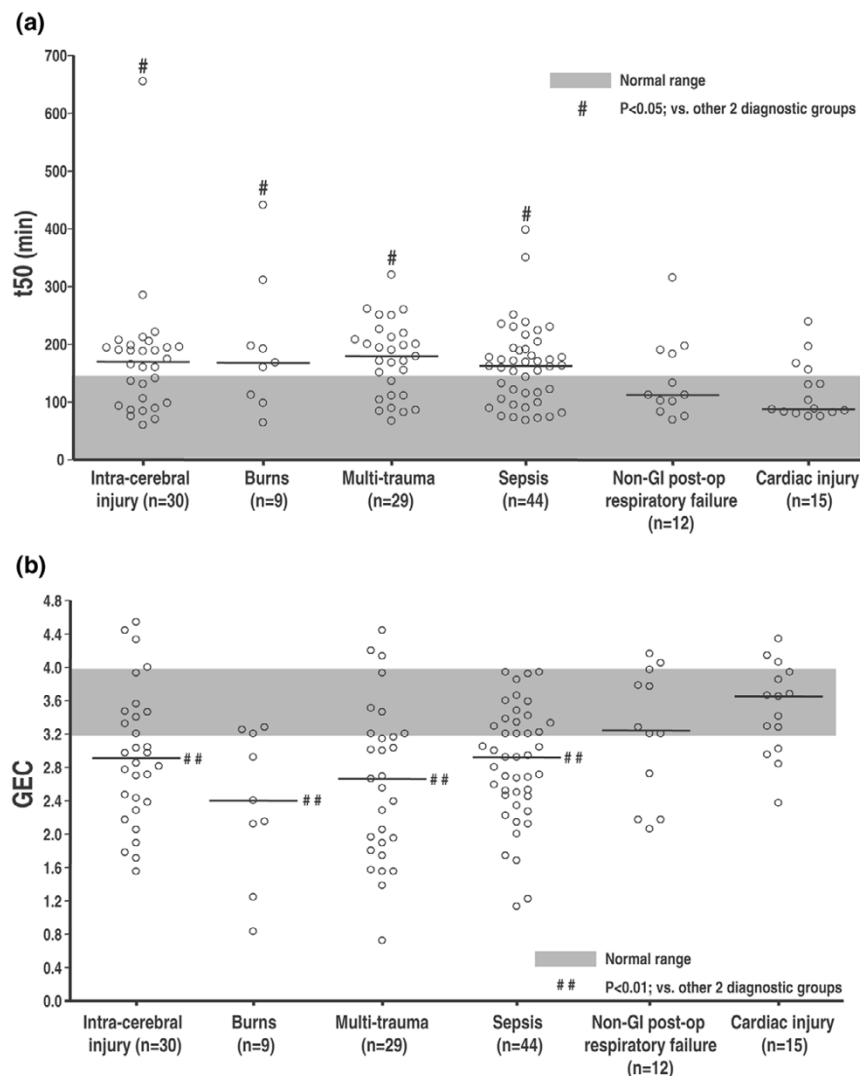 (a)
700
600
500
400
300
200
100
0
t50 (min)
#
#
#
#
Normal range
# P<0.05; vs. other 2 diagnostic groups
Intra-cerebral injury (n=30)
Burns (n=9)
Multi-trauma (n=29)
Sepsis (n=44)
Non-GI post-op respiratory failure (n=12)
Cardiac injury (n=15)
(b)
4.8
4.4
4.0
3.6
3.2
2.8
2.4
2.0
1.6
1.2
0.8
0.4
0.0
GEC
##
##
##
##
Normal range
## P<0.01; vs. other 2 diagnostic groups
Intra-cerebral injury (n=30)
Burns (n=9)
Multi-trauma (n=29)
Sepsis (n=44)
Non-GI post-op respiratory failure (n=12)
Cardiac injury (n=15)